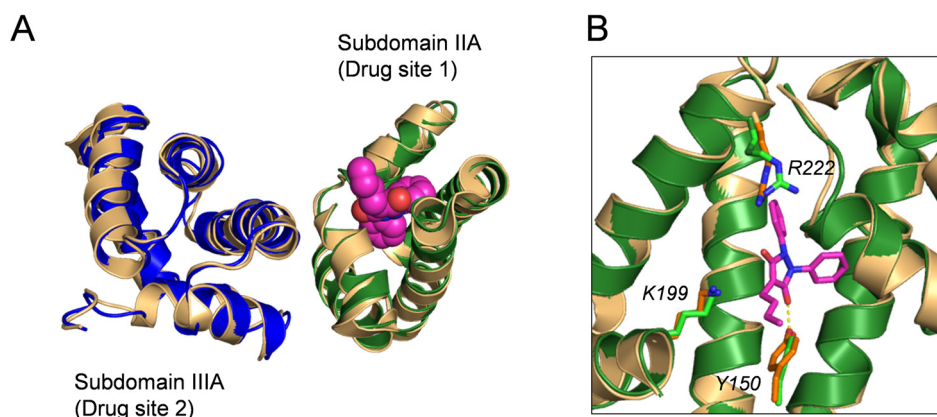 A
Subdomain IIA
(Drug site 1)
Subdomain IIIA
(Drug site 2)
B
R222
K199
Y150